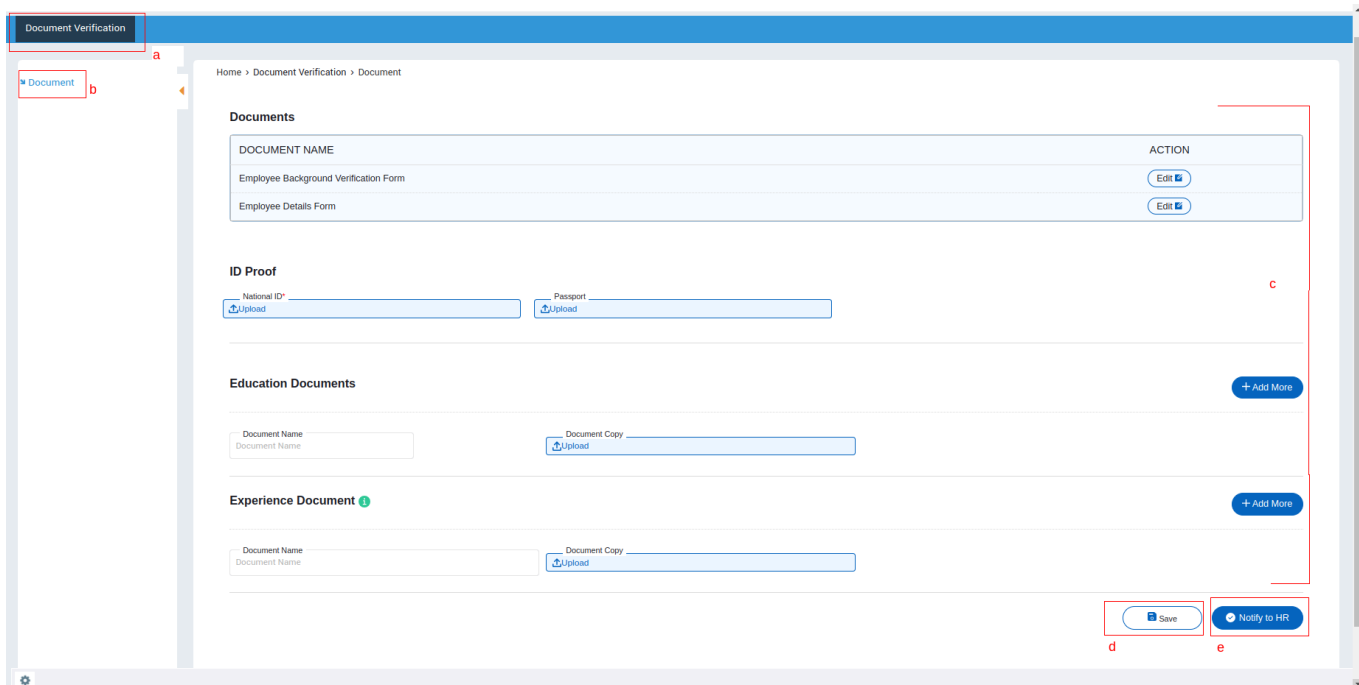 Document Verification
a
Document
b
Home > Document Verification > Document
Documents
DOCUMENT NAME ACTION
Employee Background Verification Form Edit
Employee Details Form Edit
c
ID Proof
National ID* Passport
Upload Upload
Education Documents + Add More
Document Name Document Copy
Document Name Upload
Experience Document + Add More
Document Name Document Copy
Document Name Upload
Save Notify to HR
d e